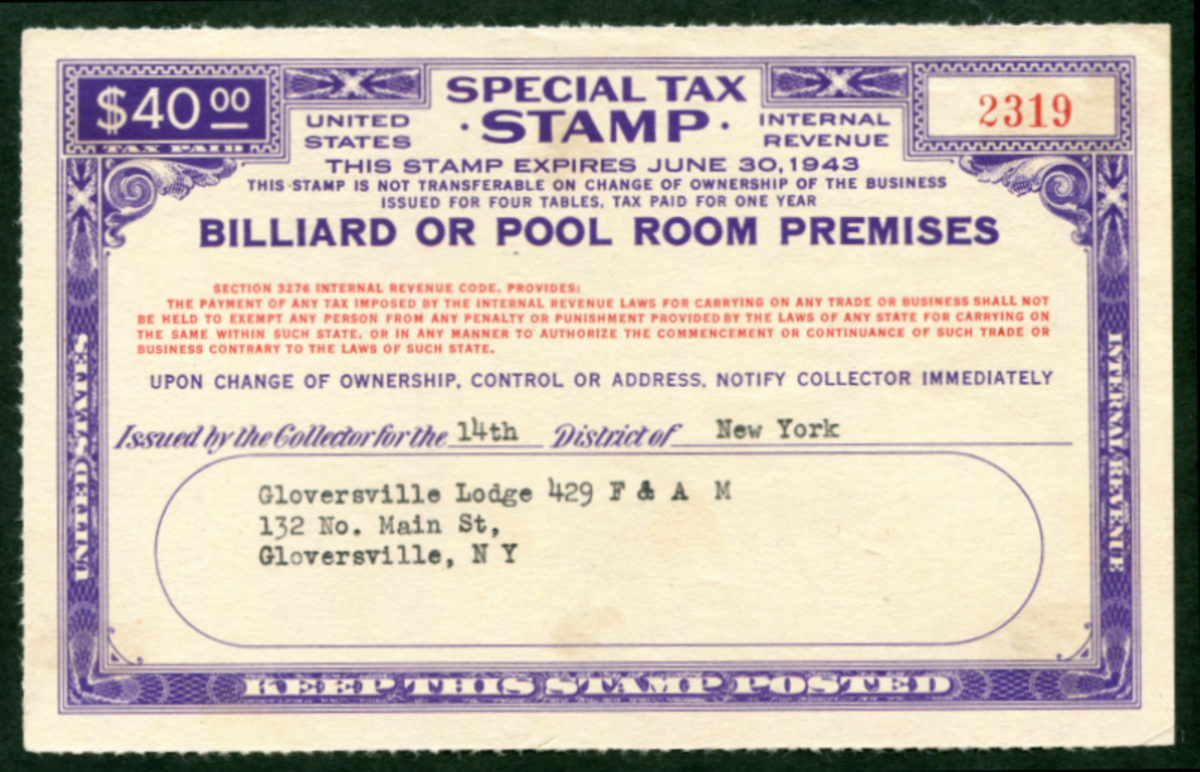 $40 00
TAX PAID
SPECIAL TAX
UNITED STATES
· STAMP ·
INTERNAL REVENUE
2319
THIS STAMP EXPIRES JUNE 30, 1943
THIS STAMP IS NOT TRANSFERABLE ON CHANGE OF OWNERSHIP OF THE BUSINESS
ISSUED FOR FOUR TABLES, TAX PAID FOR ONE YEAR
BILLIARD OR POOL ROOM PREMISES
SECTION 3276 INTERNAL REVENUE CODE, PROVIDES:
THE PAYMENT OF ANY TAX IMPOSED BY THE INTERNAL REVENUE LAWS FOR CARRYING ON ANY TRADE OR BUSINESS SHALL NOT
BE HELD TO EXEMPT ANY PERSON FROM ANY PENALTY OR PUNISHMENT PROVIDED BY THE LAWS OF ANY STATE FOR CARRYING ON
THE SAME WITHIN SUCH STATE, OR IN ANY MANNER TO AUTHORIZE THE COMMENCEMENT OR CONTINUANCE OF SUCH TRADE OR
BUSINESS CONTRARY TO THE LAWS OF SUCH STATE.
UPON CHANGE OF OWNERSHIP, CONTROL OR ADDRESS, NOTIFY COLLECTOR IMMEDIATELY
Issued by the Collector for the 14th District of New York
Gloversville Lodge 429 F & A M
132 No. Main St,
Gloversville, N Y
UNITED STATES
INTERNAL REVENUE
KEEP THIS STAMP POSTED